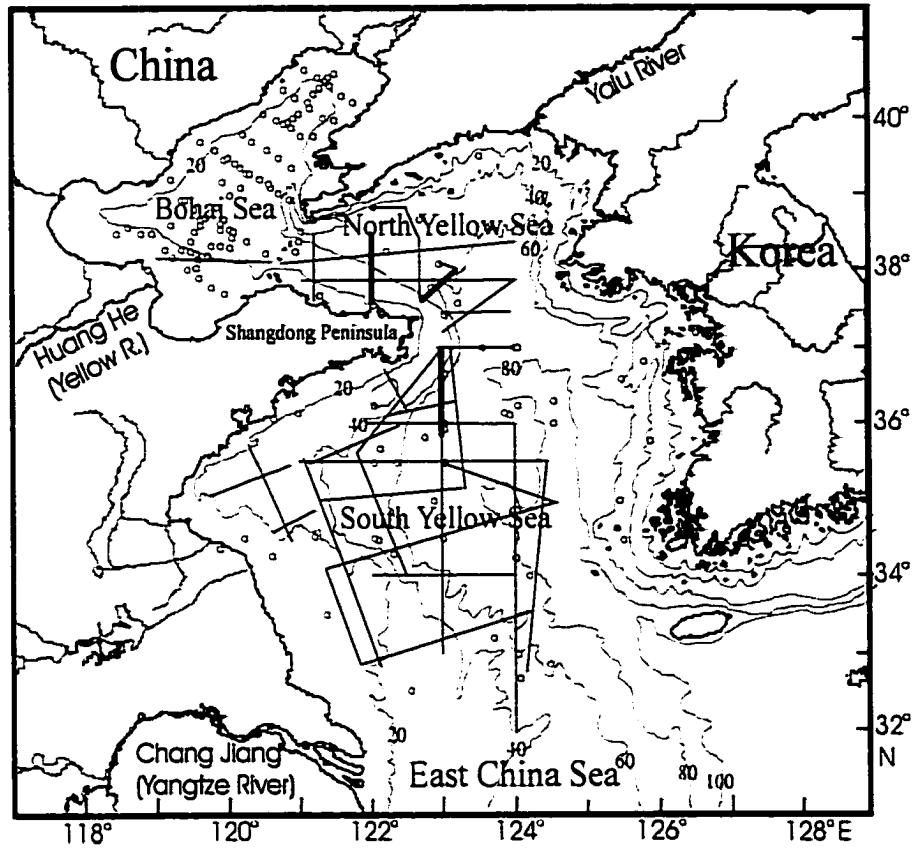 China
Yalu River
40°
20
20
40
Bohai Sea
North Yellow Sea
60
Korea
38°
Huang He
(Yellow R.)
Shangdong Peninsula
80
20
40
36°
South Yellow Sea
34°
32°
N
20
40
60
80
100
Chang Jiang
(Yangtze River)
East China Sea
118°
120°
122°
124°
126°
128° E